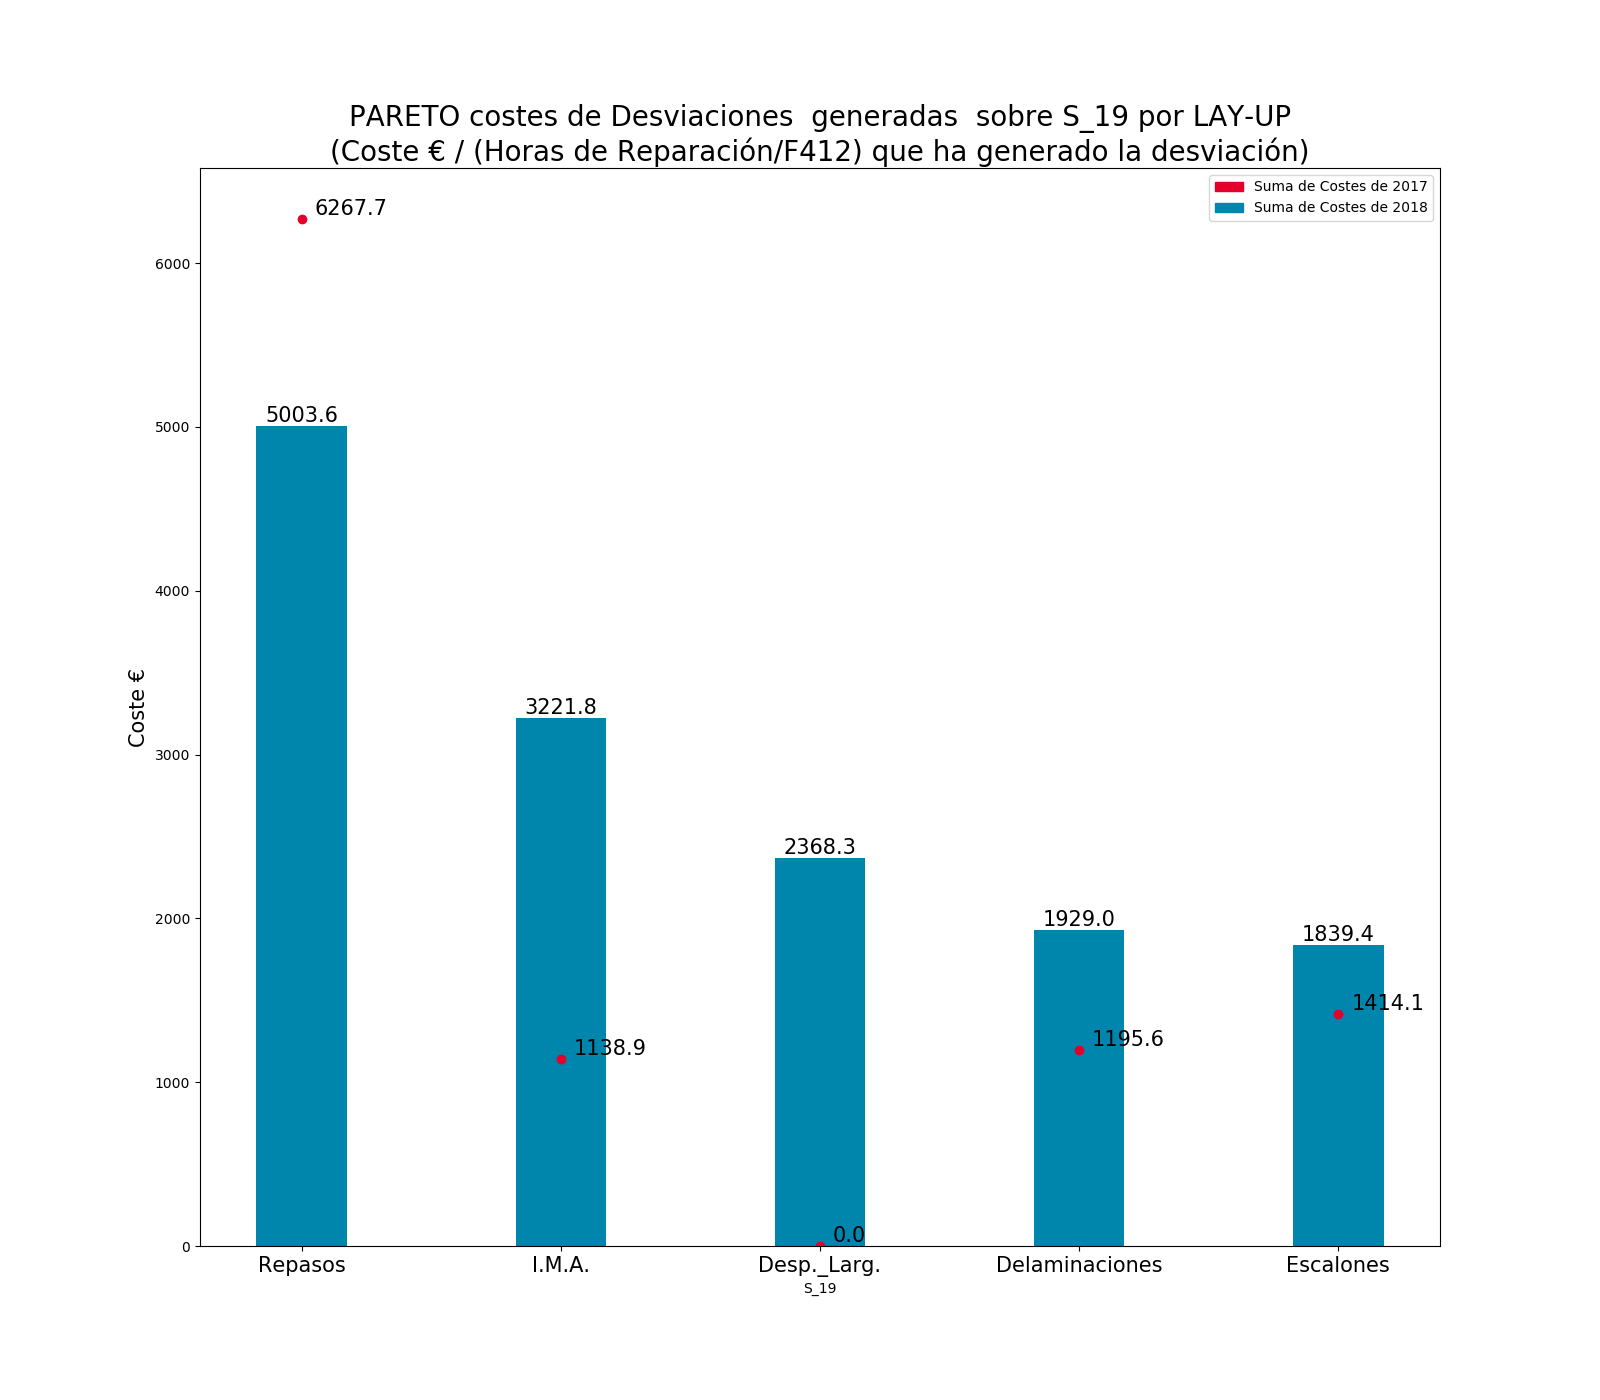 PARETO costes de Desviaciones  generadas  sobre S_19 por LAY-UP
(Coste € / (Horas de Reparación/F412) que ha generado la desviación)
Suma de Costes de 2017
Suma de Costes de 2018
6267.7
6000
5003.6
5000
4000
3221.8
3000
2368.3
2000
1929.0
1839.4
1414.1
1195.6
1138.9
1000
0.0
0
Coste €
Repasos
I.M.A.
Desp._Larg.
Delaminaciones
Escalones
S_19